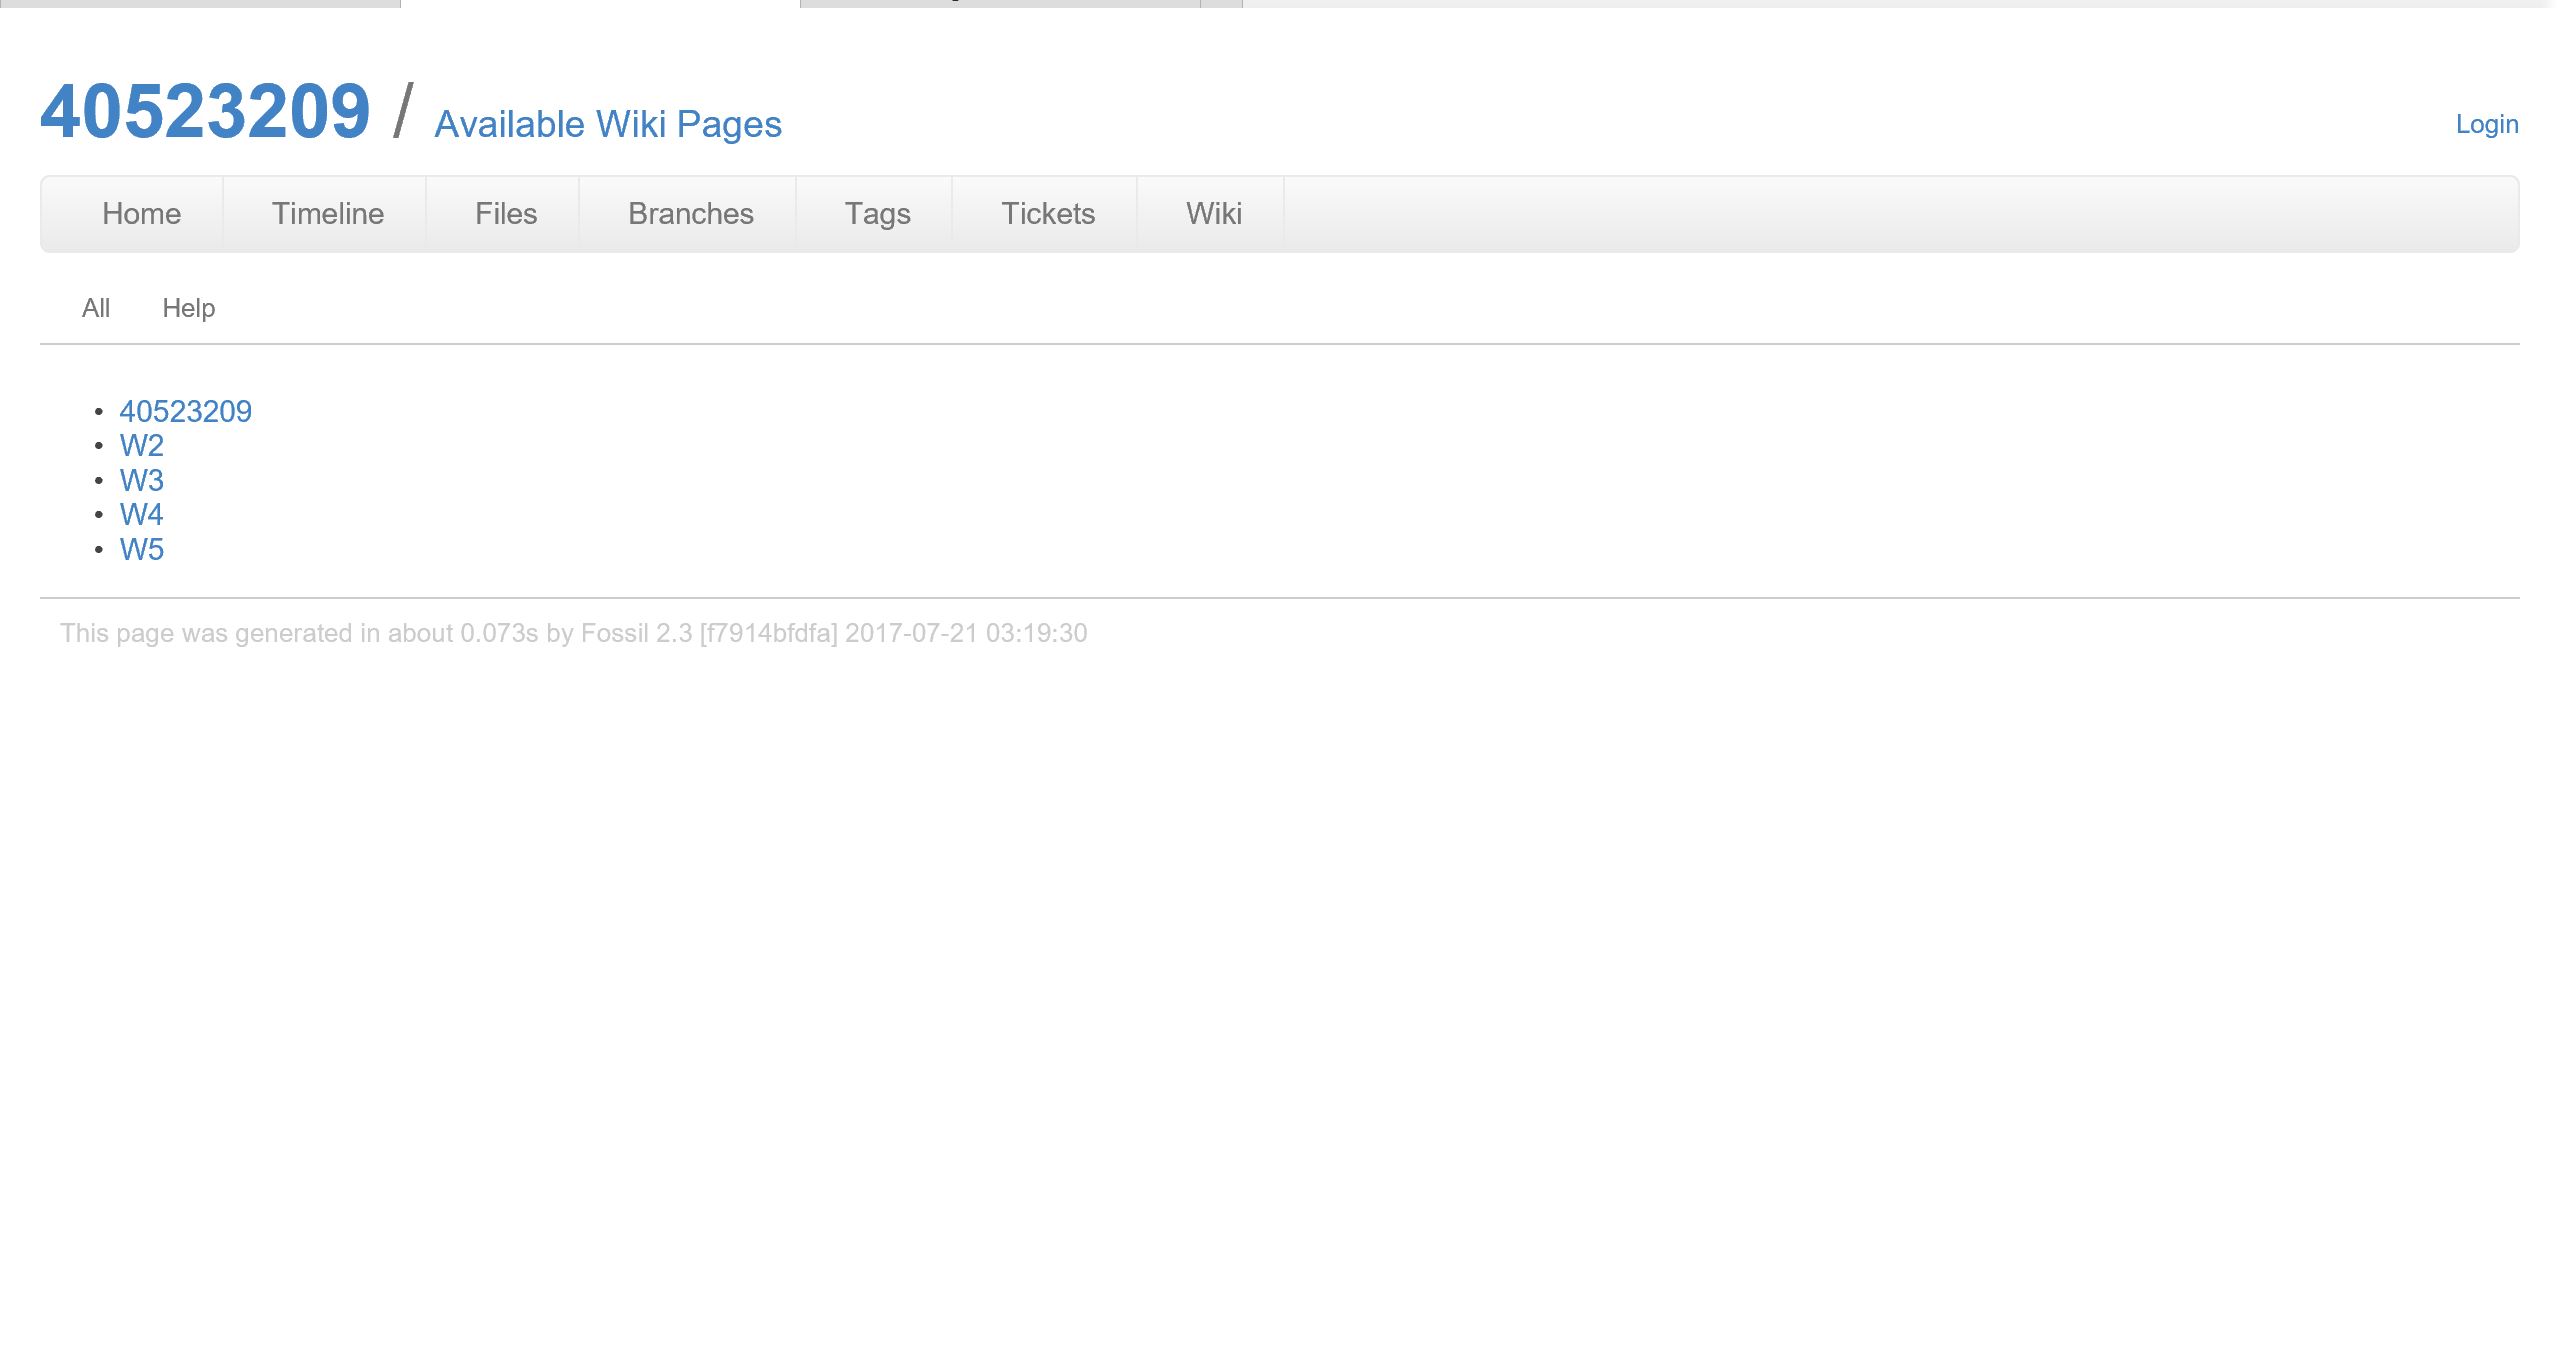 40523209 / Available Wiki Pages
Login
Home Timeline Files Branches Tags Tickets Wiki
All Help
• 40523209
• W2
• W3
• W4
• W5
This page was generated in about 0.073s by Fossil 2.3 [f7914bfdfa] 2017-07-21 03:19:30